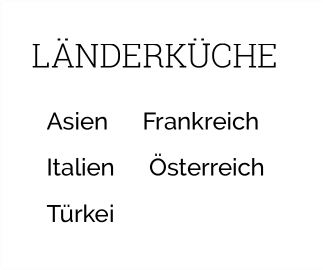 LÄNDERKÜCHE
Asien Frankreich
Italien Österreich
Türkei